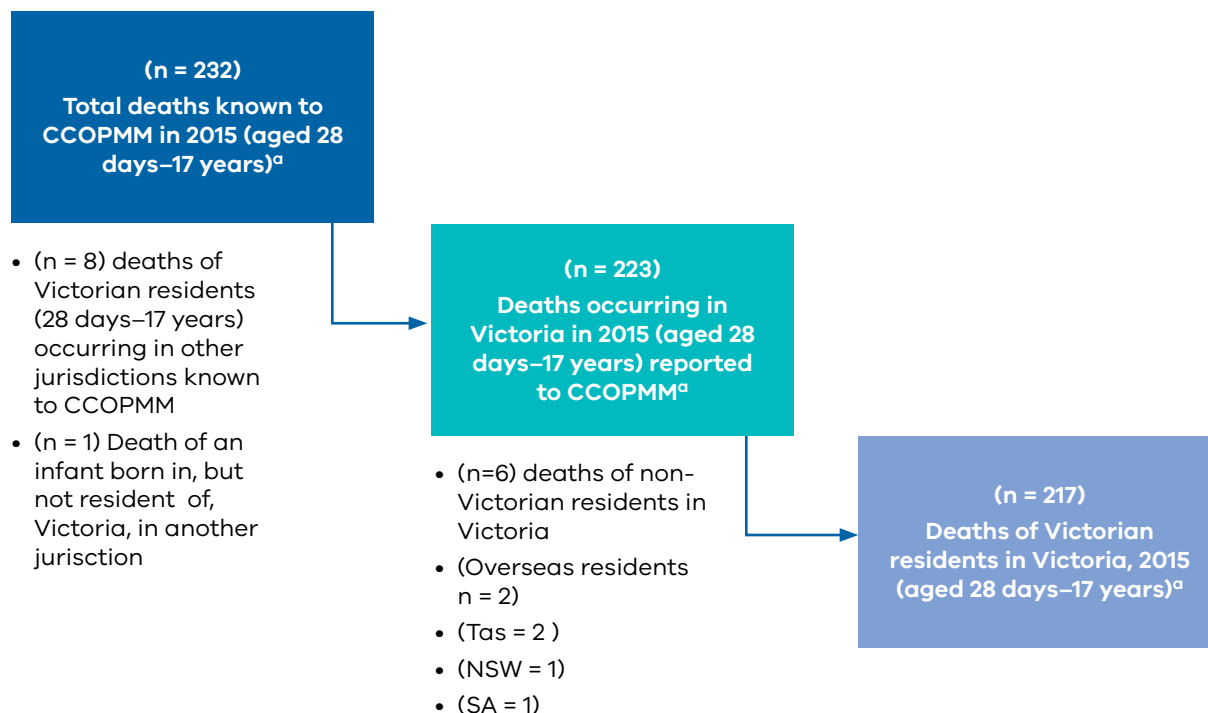 (n = 232)
Total deaths known to
CCOPMM in 2015 (aged 28
days–17 years)ᵃ
• (n = 8) deaths of
Victorian residents
(28 days–17 years)
occurring in other
jurisdictions known
to CCOPMM
• (n = 1) Death of an
infant born in, but
not resident of,
Victoria, in another
jurisction
(n = 223)
Deaths occurring in
Victoria in 2015 (aged 28
days–17 years) reported
to CCOPMMᵃ
• (n=6) deaths of non-
Victorian residents in
Victoria
• (Overseas residents
n = 2)
• (Tas = 2 )
• (NSW = 1)
• (SA = 1)
(n = 217)
Deaths of Victorian
residents in Victoria, 2015
(aged 28 days–17 years)ᵃ